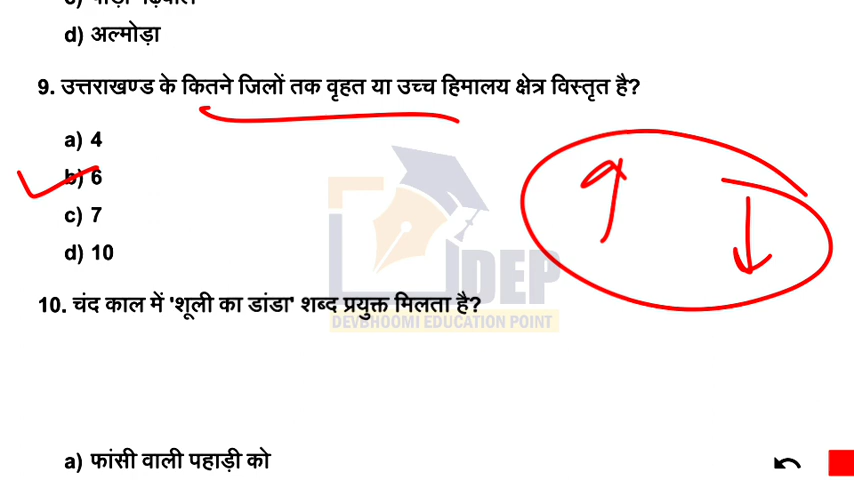 d) अल्मोड़ा
9. उत्तराखण्ड के कितने जिलों तक वृहत या उच्च हिमालय क्षेत्र विस्तृत है?
a) 4
b) 6
c) 7
d) 10
DEP
10. चंद काल में 'शूली का डांडा' शब्द प्रयुक्त मिलता है?
DEVBHOOMI EDUCATION POINT
a) फांसी वाली पहाड़ी को